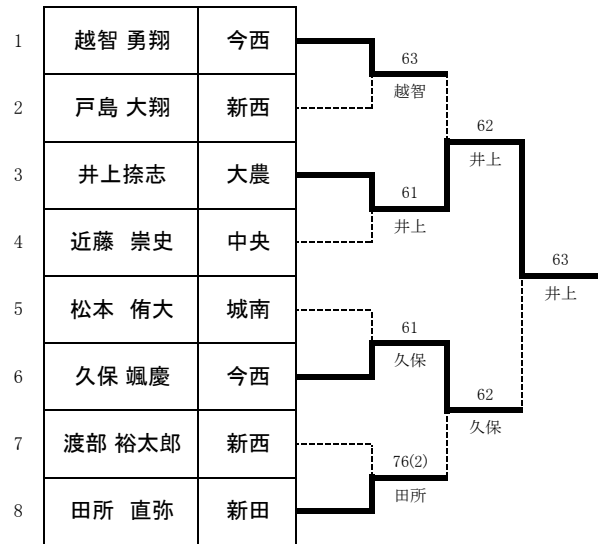 1 越智 勇翔 今西
2 戸島 大翔 新西
3 井上捺志 大農
4 近藤 崇史 中央
5 松本 侑大 城南
6 久保 颯慶 今西
7 渡部 裕太郎 新西
8 田所 直弥 新田
63
越智
61
井上
61
久保
76(2)
田所
62
井上
62
久保
63
井上